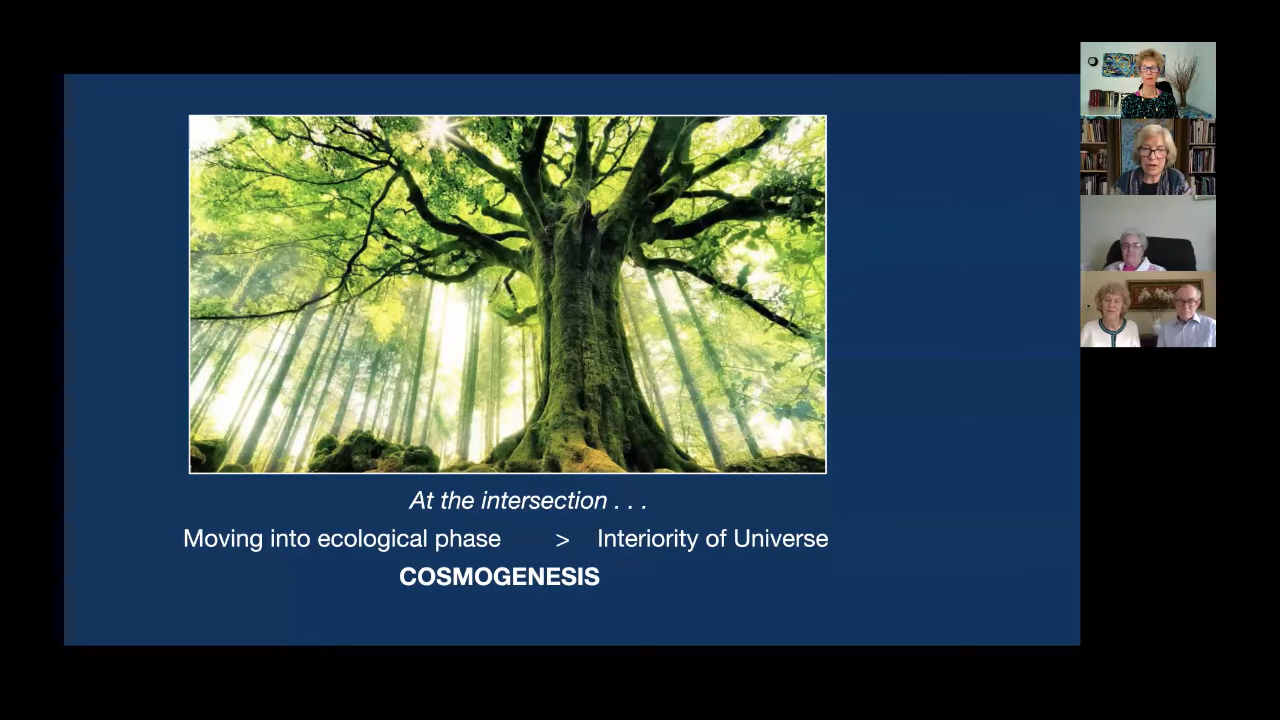 At the intersection . . .
Moving into ecological phase > Interiority of Universe
COSMOGENESIS